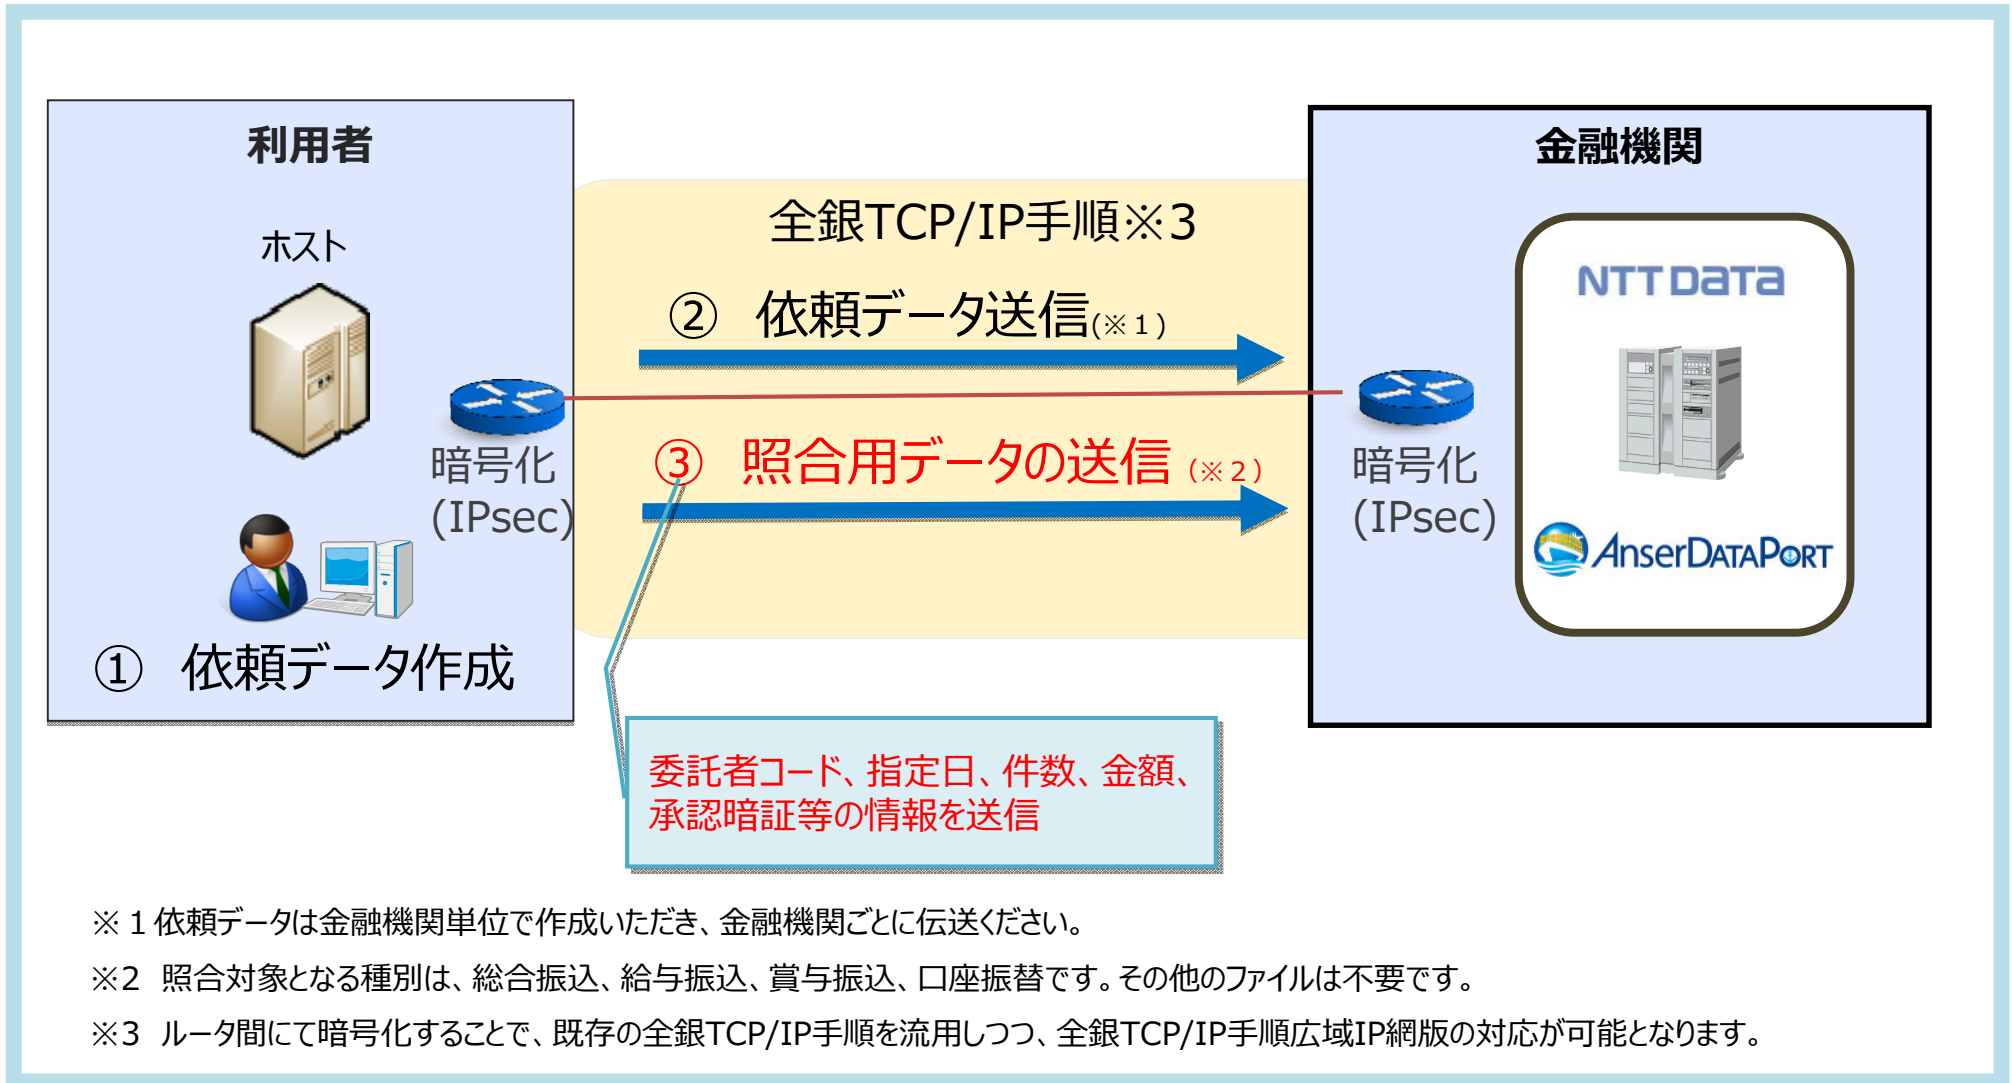 利用者
金融機関
全銀TCP/IP手順※3
ホスト
② 依頼データ送信(※１)
NTT DATA
暗号化
(IPsec)
③ 照合用データの送信（※２）
暗号化
(IPsec)
AnserDATAPORT
① 依頼データ作成
委託者コード、指定日、件数、金額、
承認暗証等の情報を送信
※１依頼データは金融機関単位で作成いただき、金融機関ごとに伝送ください。
※2 照合対象となる種別は、総合振込、給与振込、賞与振込、口座振替です。その他のファイルは不要です。
※3 ルータ間にて暗号化することで、既存の全銀TCP/IP手順を流用しつつ、全銀TCP/IP手順広域IP網版の対応が可能となります。